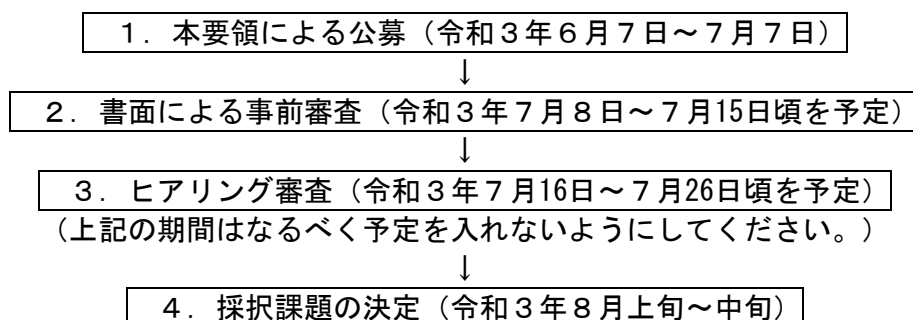 １．本要領による公募（令和３年６月７日～７月７日）
↓
２．書面による事前審査（令和３年７月８日～７月15日頃を予定）
↓
３．ヒアリング審査（令和３年７月16日～７月26日頃を予定）
（上記の期間はなるべく予定を入れないようにしてください。）
↓
４．採択課題の決定（令和３年８月上旬～中旬）